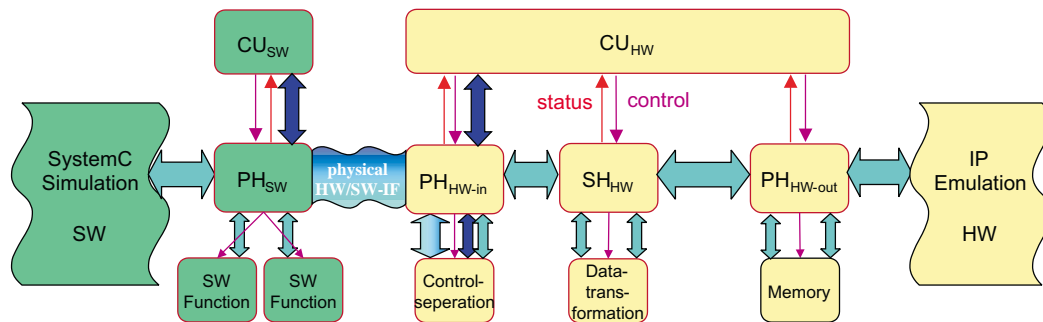 CU_SW
CU_HW
status
control
SystemC
Simulation
SW
PH_SW
physical
HW/SW-IF
PH_HW-in
SH_HW
PH_HW-out
IP
Emulation
HW
SW
Function
SW
Function
Control-
seperation
Data-
trans-
formation
Memory